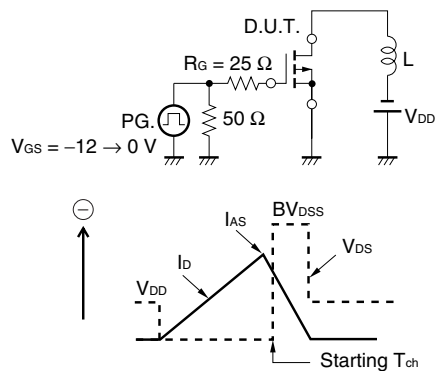 D.U.T.
RG = 25 Ω
L
PG.
50 Ω
VDD
VGS = −12 → 0 V
−
IAS
BVDSS
ID
VDS
VDD
Starting Tch